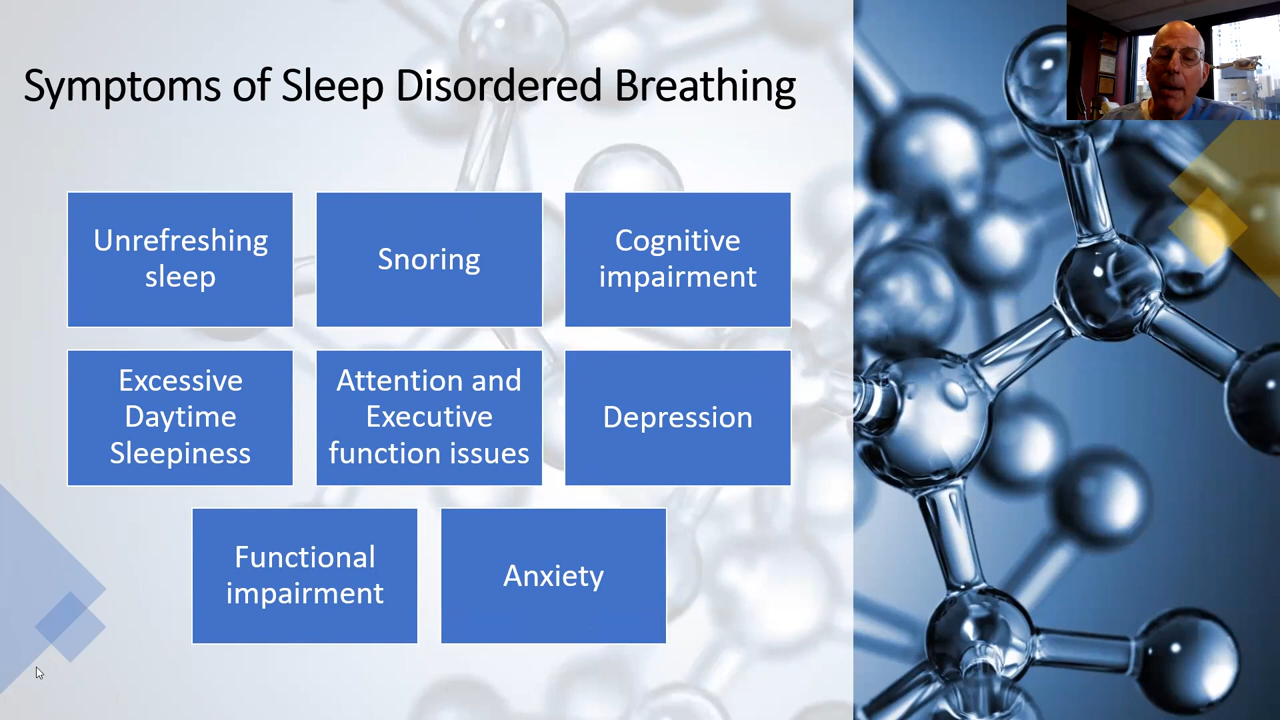 Symptoms of Sleep Disordered Breathing
Unrefreshing
sleep
Snoring
Cognitive
impairment
Excessive
Daytime
Sleepiness
Attention and
Executive
function issues
Depression
Functional
impairment
Anxiety